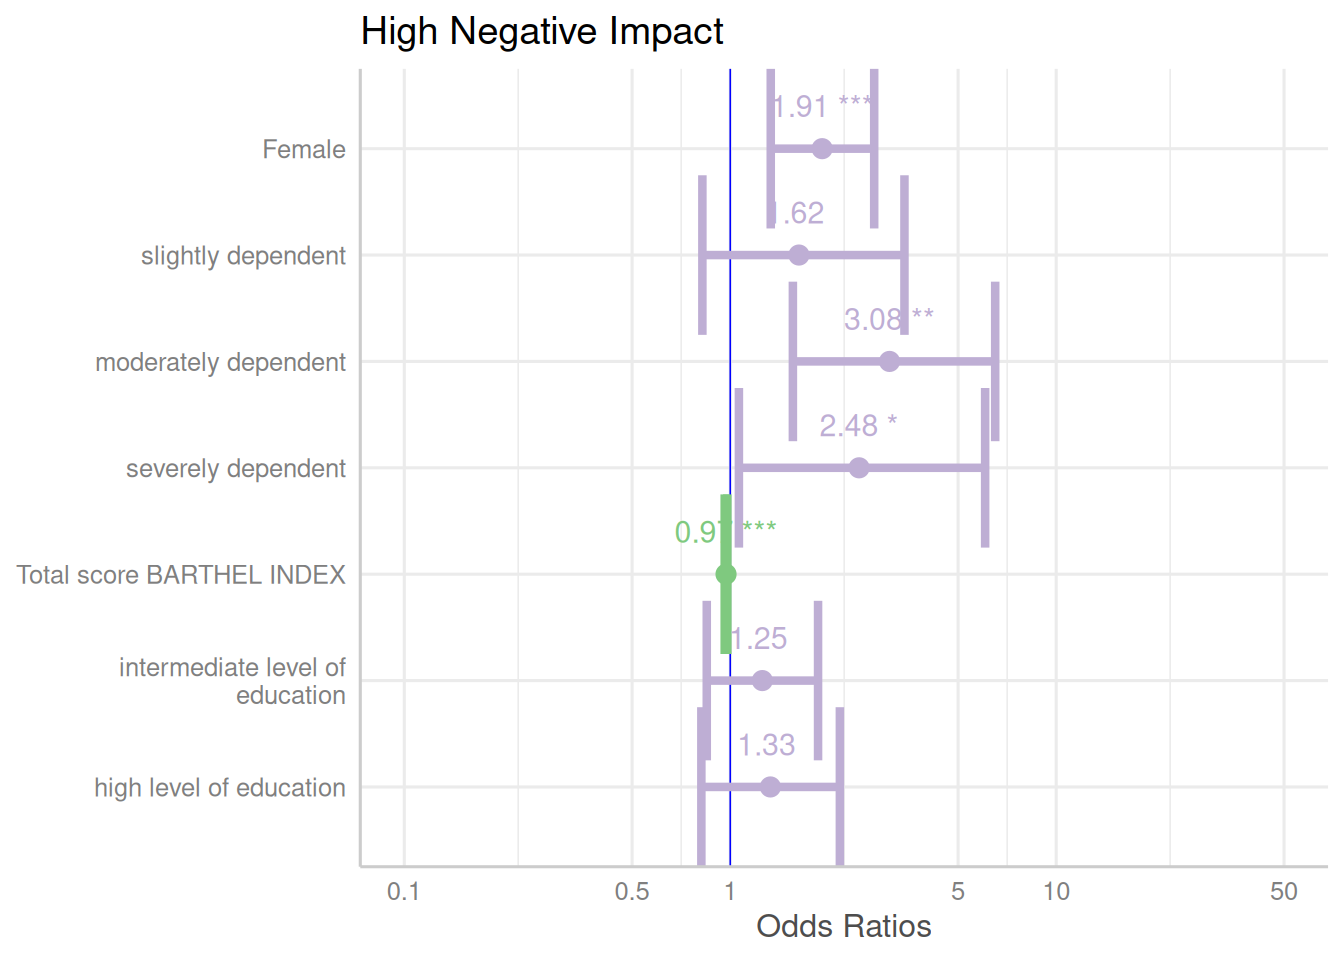 High Negative Impact
1.91 ***
Female
1.62
slightly dependent
3.08 **
moderately dependent
2.48 *
severely dependent
0.97 ***
Total score BARTHEL INDEX
1.25
intermediate level of
education
1.33
high level of education
0.1 0.5 1 5 10 50
Odds Ratios